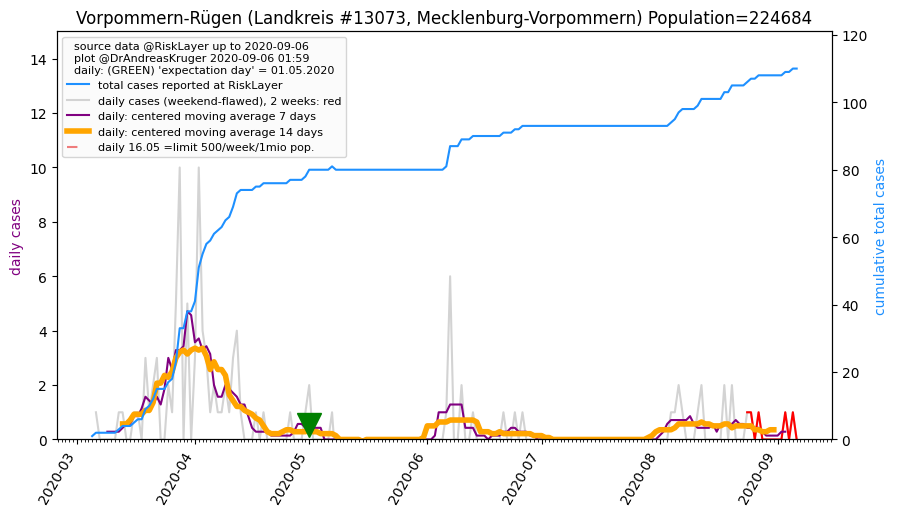 Vorpommern-Rügen (Landkreis #13073, Mecklenburg-Vorpommern) Population=224684
source data @RiskLayer up to 2020-09-06
plot @DrAndreasKruger 2020-09-06 01:59
daily: (GREEN) 'expectation day' = 01.05.2020
total cases reported at RiskLayer
daily cases (weekend-flawed), 2 weeks: red
daily: centered moving average 7 days
daily: centered moving average 14 days
daily 16.05 =limit 500/week/1mio pop.
daily cases
14
12
10
8
6
4
2
0
120
100
80
60
40
20
0
cumulative total cases
2020-03
2020-04
2020-05
2020-06
2020-07
2020-08
2020-09